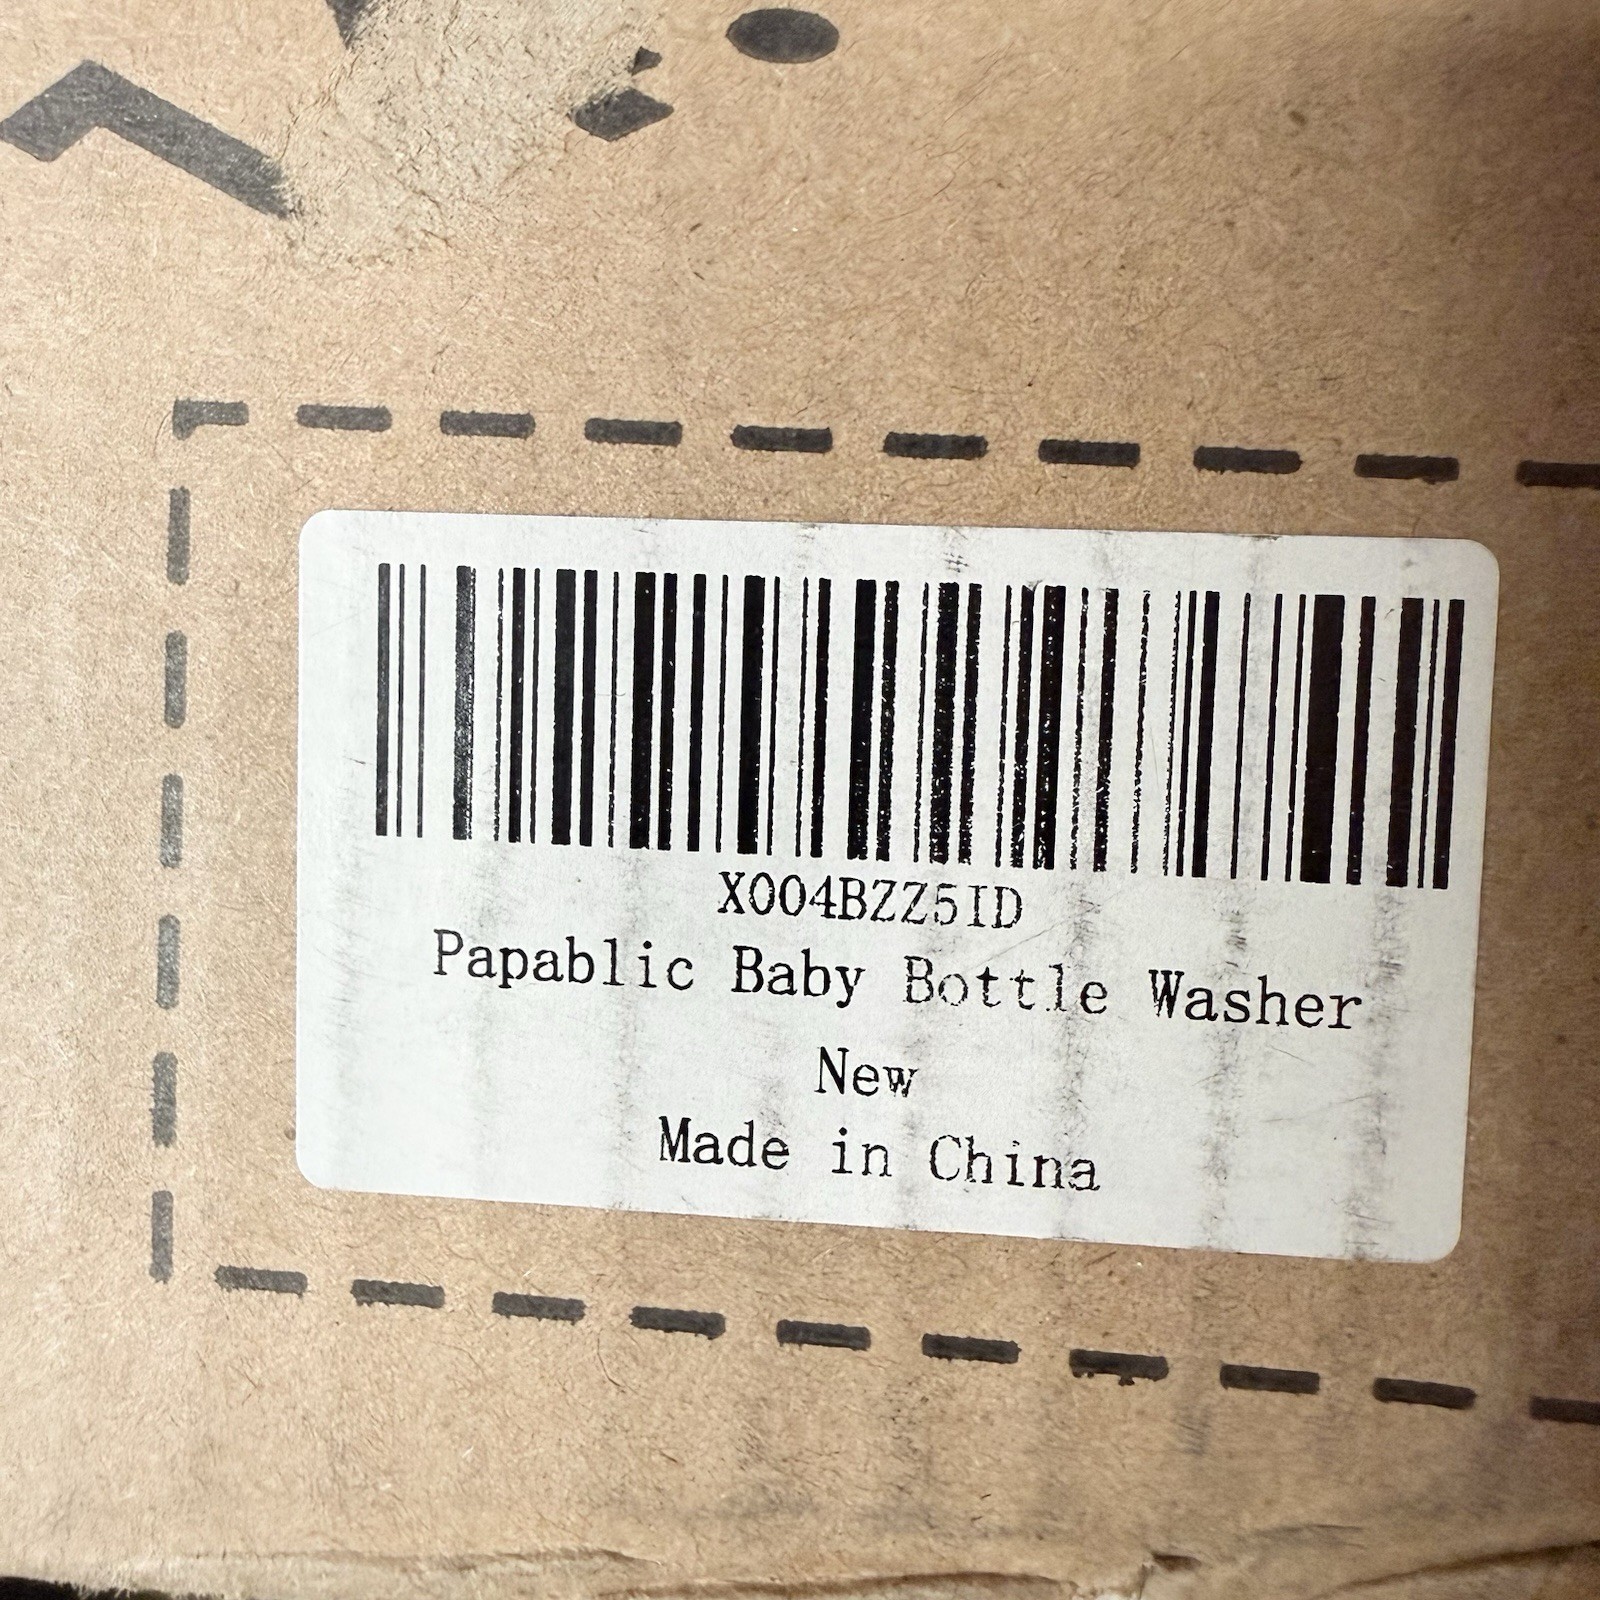 X004BZZ5ID
Papablic Baby Bottle Washer
New
Made in China